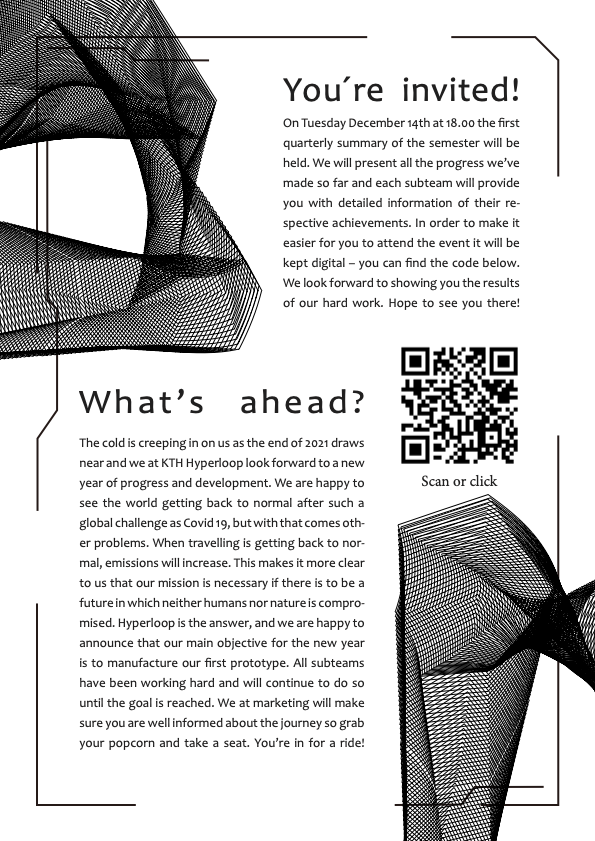 You´re invited!
On Tuesday December 14th at 18.00 the first
quarterly summary of the semester will be
held. We will present all the progress we’ve
made so far and each subteam will provide
you with detailed information of their re-
spective achievements. In order to make it
easier for you to attend the event it will be
kept digital – you can find the code below.
We look forward to showing you the results
of our hard work. Hope to see you there!
Scan or click
What’s ahead?
The cold is creeping in on us as the end of 2021 draws
near and we at KTH Hyperloop look forward to a new
year of progress and development. We are happy to
see the world getting back to normal after such a
global challenge as Covid 19, but with that comes oth-
er problems. When travelling is getting back to nor-
mal, emissions will increase. This makes it more clear
to us that our mission is necessary if there is to be a
future in which neither humans nor nature is compro-
mised. Hyperloop is the answer, and we are happy to
announce that our main objective for the new year
is to manufacture our first prototype. All subteams
have been working hard and will continue to do so
until the goal is reached. We at marketing will make
sure you are well informed about the journey so grab
your popcorn and take a seat. You’re in for a ride!